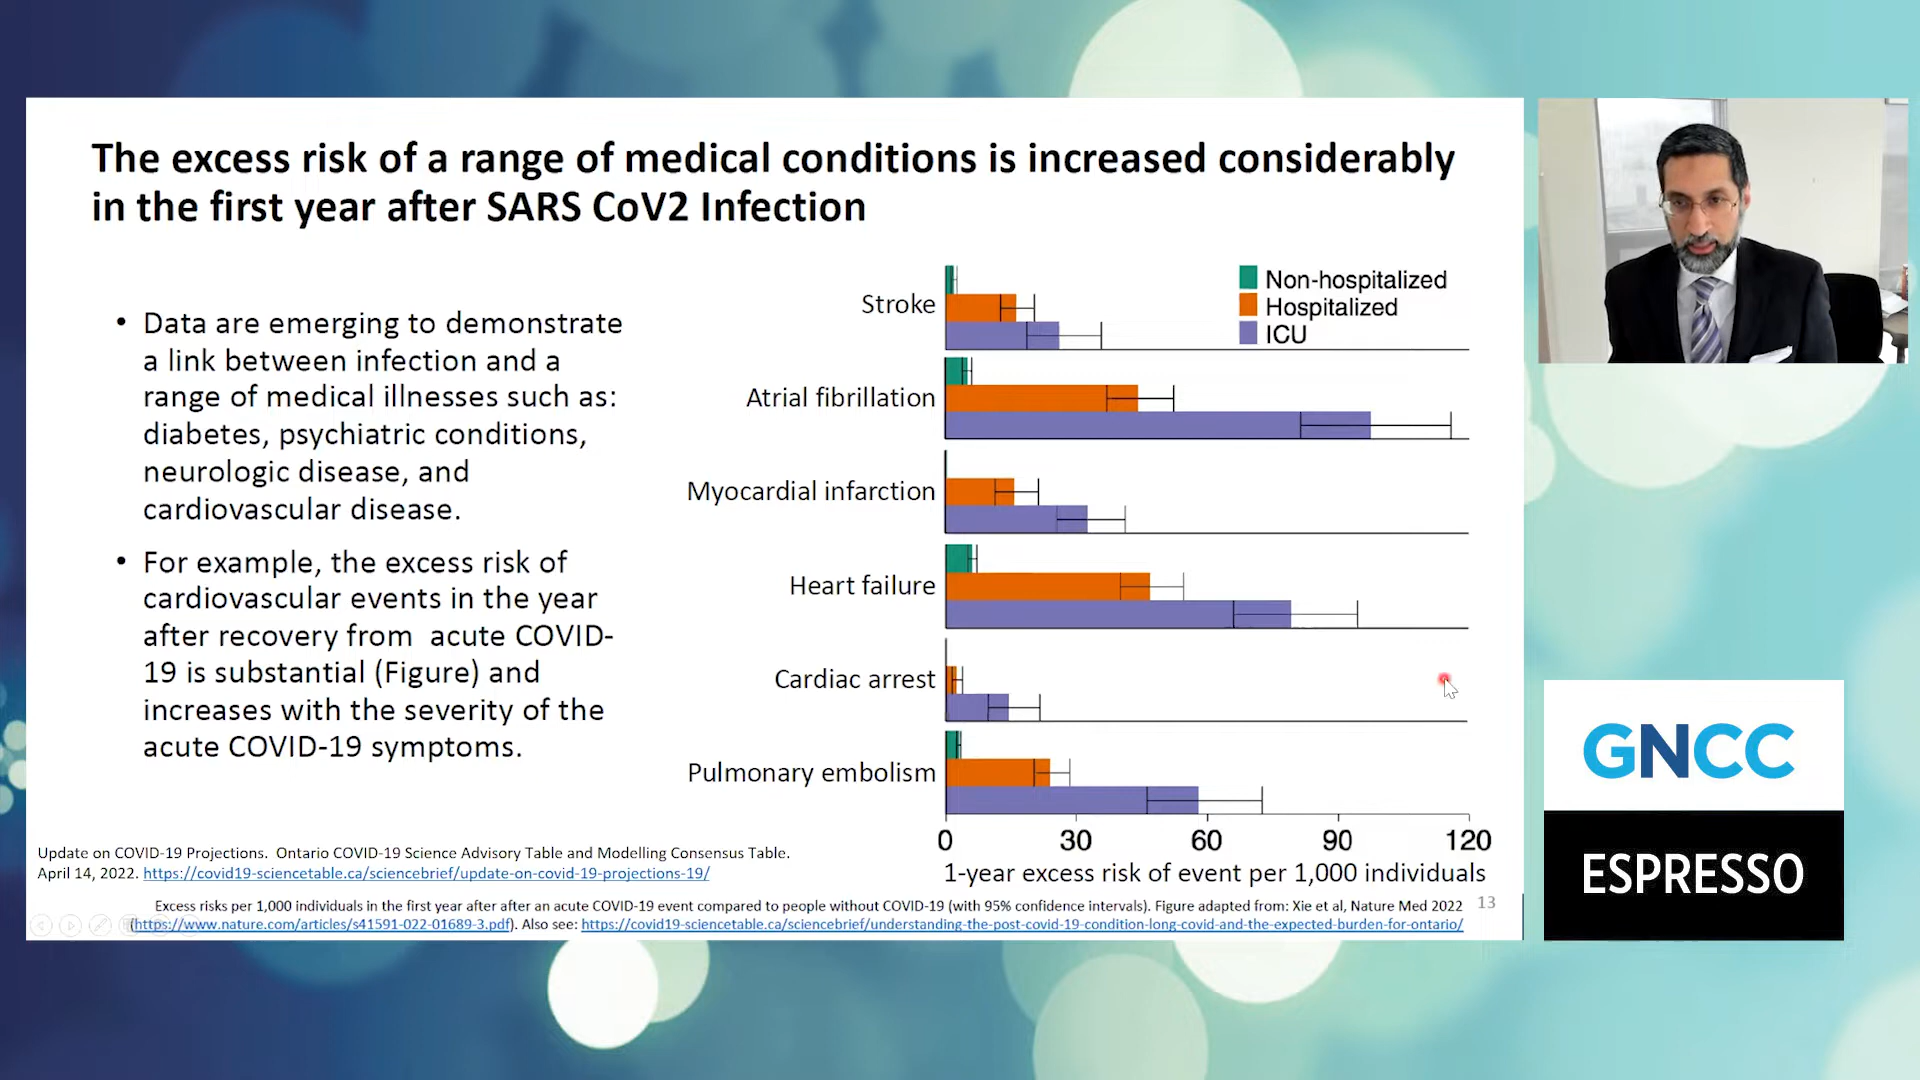 The excess risk of a range of medical conditions is increased considerably
in the first year after SARS CoV2 Infection
• Data are emerging to demonstrate
a link between infection and a
range of medical illnesses such as:
diabetes, psychiatric conditions,
neurologic disease, and
cardiovascular disease.
• For example, the excess risk of
cardiovascular events in the year
after recovery from  acute COVID-
19 is substantial (Figure) and
increases with the severity of the
acute COVID-19 symptoms.
Non-hospitalized
Hospitalized
ICU
Stroke
Atrial fibrillation
Myocardial infarction
Heart failure
Cardiac arrest
Pulmonary embolism
0 30 60 90 120
1-year excess risk of event per 1,000 individuals
Update on COVID-19 Projections.  Ontario COVID-19 Science Advisory Table and Modelling Consensus Table.
April 14, 2022. https://covid19-sciencetable.ca/sciencebrief/update-on-covid-19-projections-19/
Excess risks per 1,000 individuals in the first year after after an acute COVID-19 event compared to people without COVID-19 (with 95% confidence intervals). Figure adapted from: Xie et al, Nature Med 2022
(https://www.nature.com/articles/s41591-022-01689-3.pdf). Also see: https://covid19-sciencetable.ca/sciencebrief/understanding-the-post-covid-19-condition-long-covid-and-the-expected-burden-for-ontario/
13
GNCC
ESPRESSO